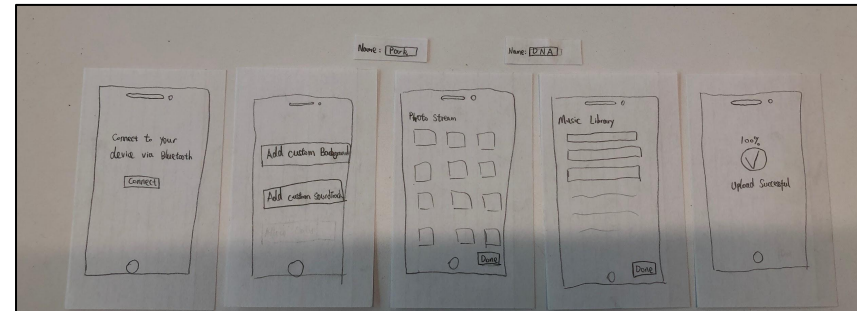 Name: Park
Name: DNA
Connect to Your
device via Bluetooth
Connect
Add custom Background
Add custom Soundtrack
Photo Stream
Done
Music Library
Done
100%
Upload Successful